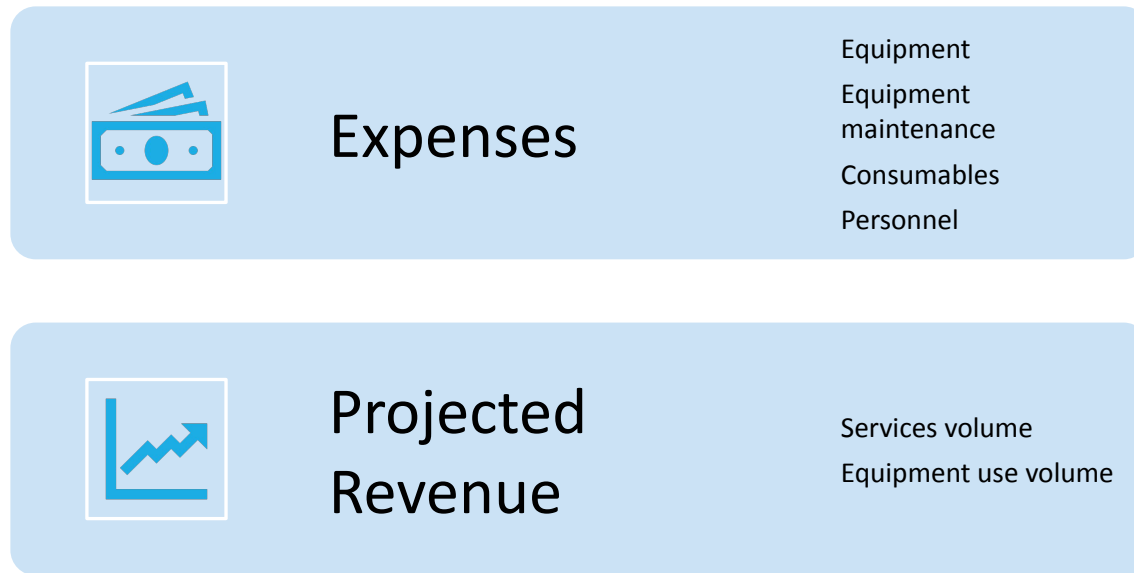 Expenses
Equipment
Equipment
maintenance
Consumables
Personnel
Projected
Revenue
Services volume
Equipment use volume